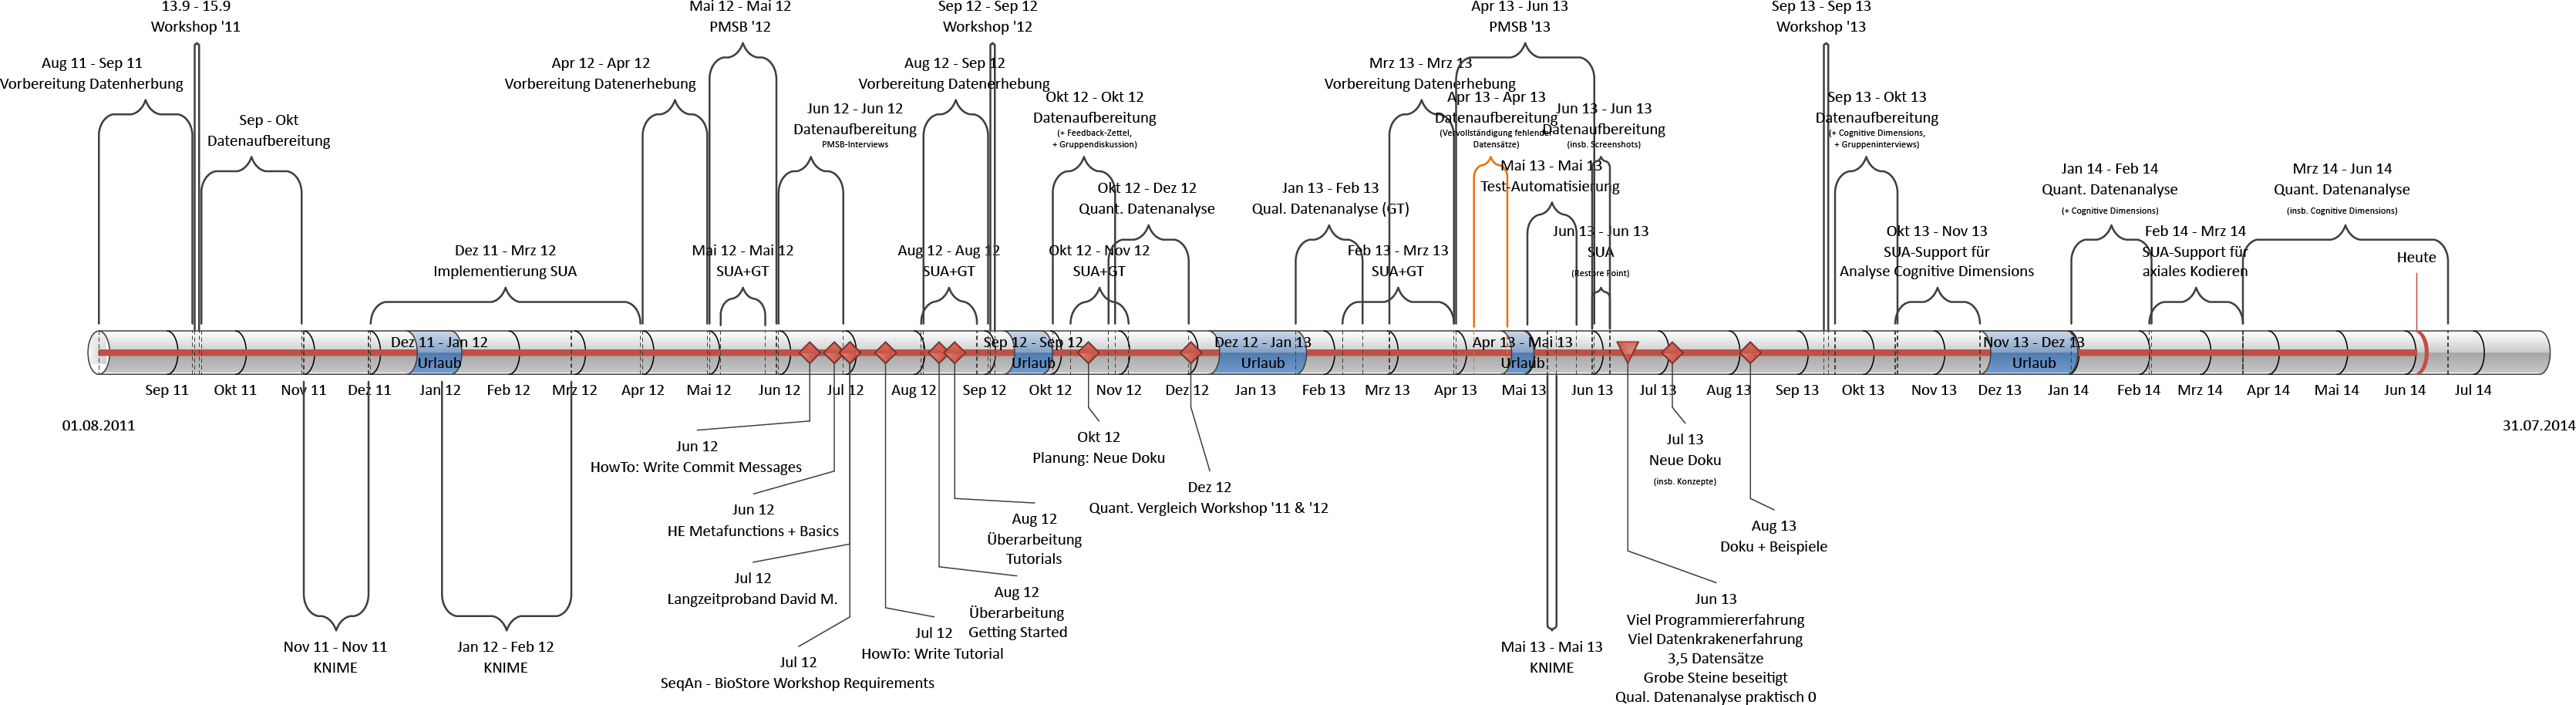 13.9 - 15.9
Workshop '11
Mai 12 - Mai 12
PMSB '12
Sep 12 - Sep 12
Workshop '12
Apr 13 - Jun 13
PMSB '13
Sep 13 - Sep 13
Workshop '13
Aug 11 - Sep 11
Vorbereitung Datenherbung
Apr 12 - Apr 12
Vorbereitung Datenerhebung
Aug 12 - Sep 12
Vorbereitung Datenerhebung
Mrz 13 - Mrz 13
Vorbereitung Datenerhebung
Sep - Okt
Datenaufbereitung
Jun 12 - Jun 12
Datenaufbereitung
PMSB-Interviews
Okt 12 - Okt 12
Datenaufbereitung
(+ Feedback-Zettel,
+ Gruppendiskussion)
Apr 13 - Apr 13
Datenaufbereitung
(Vervollständigung fehlender
Datensätze)
Jun 13 - Jun 13
Datenaufbereitung
(insb. Screenshots)
Sep 13 - Okt 13
Datenaufbereitung
(+ Cognitive Dimensions,
+ Gruppeninterviews)
Mai 13 - Mai 13
Test-Automatisierung
Okt 12 - Dez 12
Quant. Datenanalyse
Jan 13 - Feb 13
Qual. Datenanalyse (GT)
Jan 14 - Feb 14
Quant. Datenanalyse
(+ Cognitive Dimensions)
Mrz 14 - Jun 14
Quant. Datenanalyse
(insb. Cognitive Dimensions)
Dez 11 - Mrz 12
Implementierung SUA
Mai 12 - Mai 12
SUA+GT
Aug 12 - Aug 12
SUA+GT
Okt 12 - Nov 12
SUA+GT
Feb 13 - Mrz 13
SUA+GT
Jun 13 - Jun 13
SUA
(Restore Point)
Okt 13 - Nov 13
SUA-Support für
Analyse Cognitive Dimensions
Feb 14 - Mrz 14
SUA-Support für
axiales Kodieren
Heute
Dez 11 - Jan 12
Urlaub
Sep 12 - Sep 12
Urlaub
Dez 12 - Jan 13
Urlaub
Apr 13 - Mai 13
Urlaub
Nov 13 - Dez 13
Urlaub
Sep 11
Okt 11
Nov 11
Dez 11
Jan 12
Feb 12
Mrz 12
Apr 12
Mai 12
Jun 12
Jul 12
Aug 12
Sep 12
Okt 12
Nov 12
Dez 12
Jan 13
Feb 13
Mrz 13
Apr 13
Mai 13
Jun 13
Jul 13
Aug 13
Sep 13
Okt 13
Nov 13
Dez 13
Jan 14
Feb 14
Mrz 14
Apr 14
Mai 14
Jun 14
Jul 14
01.08.2011
31.07.2014
Jun 12
HowTo: Write Commit Messages
Jun 12
HE Metafunctions + Basics
Jul 12
Langzeitproband David M.
Jul 12
SeqAn - BioStore Workshop Requirements
Jul 12
HowTo: Write Tutorial
Aug 12
Überarbeitung
Getting Started
Aug 12
Überarbeitung
Tutorials
Okt 12
Planung: Neue Doku
Dez 12
Quant. Vergleich Workshop '11 & '12
Jul 13
Neue Doku
(insb. Konzepte)
Aug 13
Doku + Beispiele
Jun 13
Viel Programmiererfahrung
Viel Datenkrakenerfahrung
3,5 Datensätze
Grobe Steine beseitigt
Qual. Datenanalyse praktisch 0
Nov 11 - Nov 11
KNIME
Jan 12 - Feb 12
KNIME
Mai 13 - Mai 13
KNIME